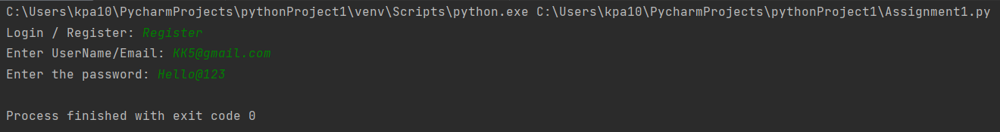 C:\Users\kpa10\PycharmProjects\pythonProject1\venv\Scripts\python.exe C:\Users\kpa10\PycharmProjects\pythonProject1\Assignment1.py
Login / Register: Register
Enter UserName/Email: KK5@gmail.com
Enter the password: Hello@123
Process finished with exit code 0